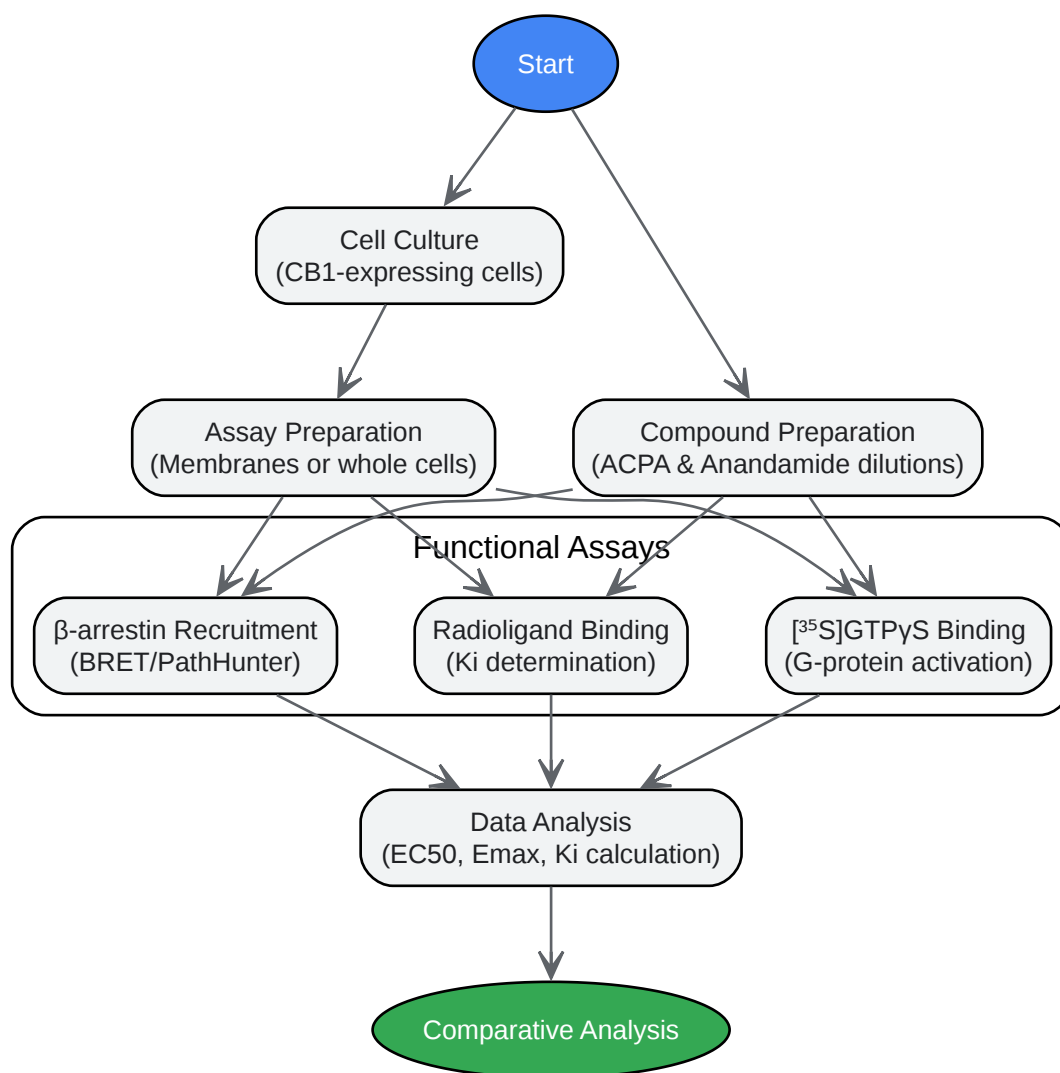 Start
Cell Culture
(CB1-expressing cells)
Assay Preparation
(Membranes or whole cells)
Compound Preparation
(ACPA & Anandamide dilutions)
Functional Assays
β-arrestin Recruitment
(BRET/PathHunter)
Radioligand Binding
(Ki determination)
[³⁵S]GTPγS Binding
(G-protein activation)
Data Analysis
(EC50, Emax, Ki calculation)
Comparative Analysis